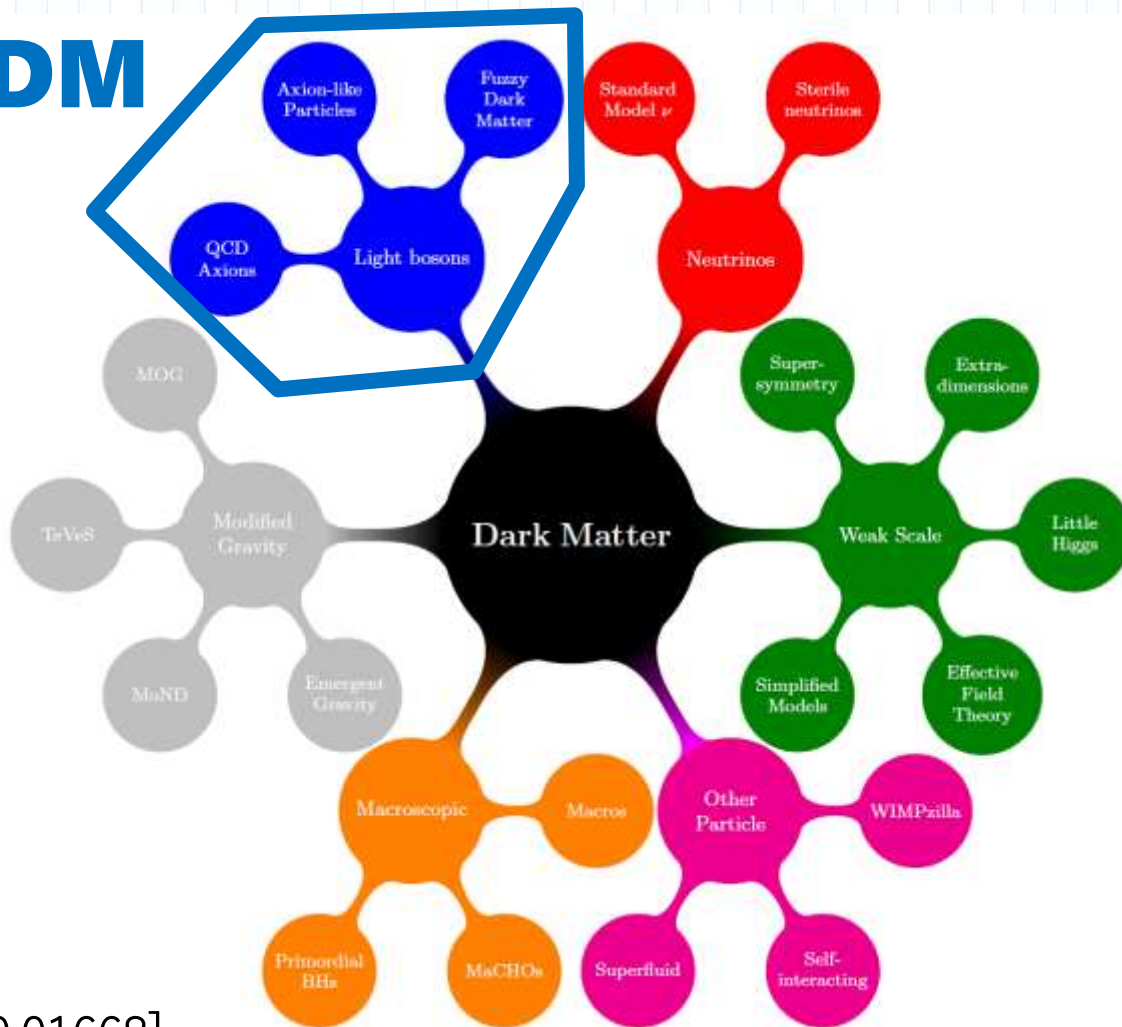 DM
Axion-like
Particles
Fuzzy
Dark
Matter
Standard
Model ν
Sterile
neutrinos
QCD
Axions
Light bosons
Neutrinos
MOG
Super-
symmetry
Extra-
dimensions
TeVeS
Modified
Gravity
Dark Matter
Weak Scale
Little
Higgs
MoND
Emergent
Gravity
Simplified
Models
Effective
Field
Theory
Macroscopic
Macros
Other
Particle
WIMPzilla
Primordial
BHs
MaCHOs
Superfluid
Self-
interacting